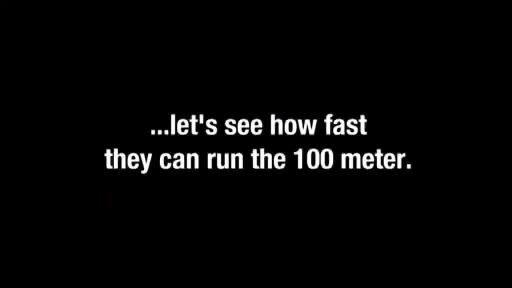 ...let's see how fast
they can run the 100 meter.